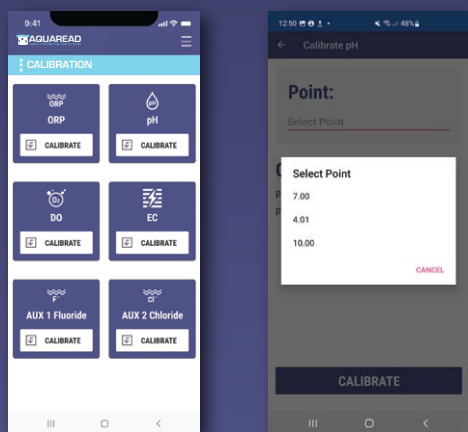 9:41
AQUAREAD
CALIBRATION
ORP
ORP
CALIBRATE
pH
pH
CALIBRATE
O₂
DO
CALIBRATE
EC
CALIBRATE
F⁻
AUX 1 Fluoride
CALIBRATE
Cl⁻
AUX 2 Chloride
CALIBRATE
12:50
48%
Calibrate pH
Point:
Select Point
Select Point
7.00
4.01
10.00
CANCEL
CALIBRATE